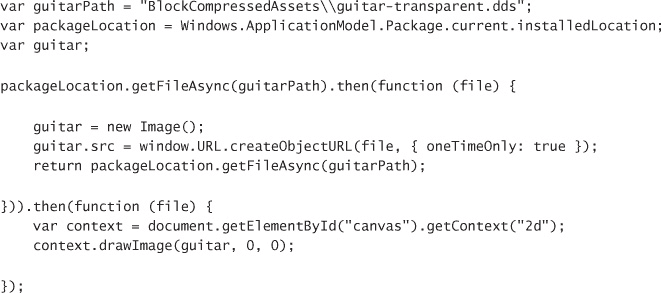 var guitarPath = "BlockCompressedAssets\\guitar-transparent.dds";
var packageLocation = Windows.ApplicationModel.Package.current.installedLocation;
var guitar;

packageLocation.getFileAsync(guitarPath).then(function (file) {

    guitar = new Image();
    guitar.src = window.URL.createObjectURL(file, { oneTimeOnly: true });
    return packageLocation.getFileAsync(guitarPath);

})).then(function (file) {
    var context = document.getElementById("canvas").getContext("2d");
    context.drawImage(guitar, 0, 0);

});